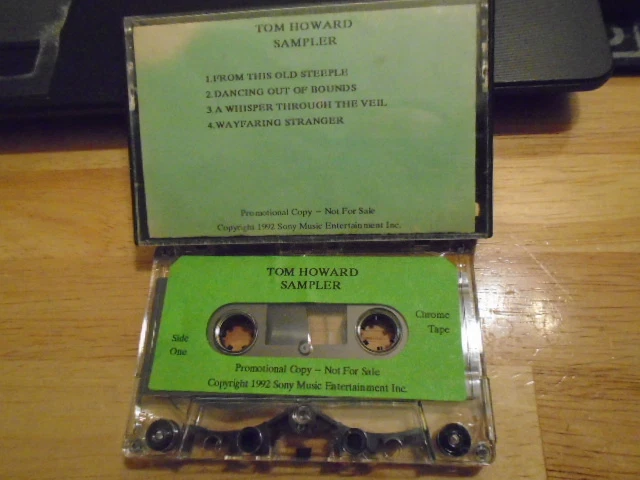 TOM HOWARD
SAMPLER
1.FROM THIS OLD STEEPLE
2.DANCING OUT OF BOUNDS
3.A WHISPER THROUGH THE VEIL
4.WAYFARING STRANGER
Promotional Copy – Not For Sale
Copyright 1992 Sony Music Entertainment Inc.
TOM HOWARD
SAMPLER
Side
One
Chrome
Tape
Promotional Copy – Not For Sale
Copyright 1992 Sony Music Entertainment Inc.